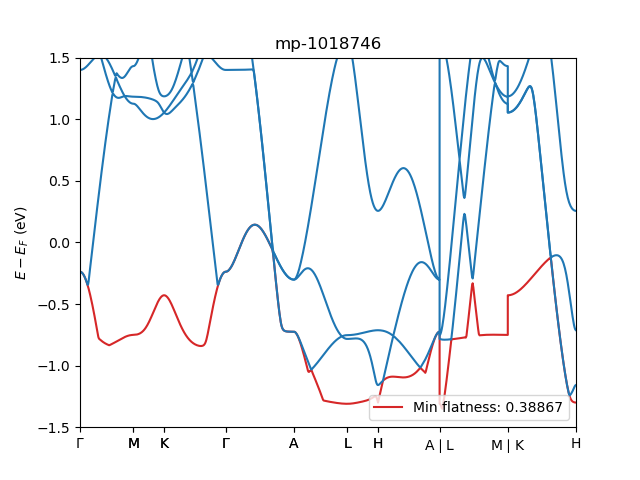 mp-1018746
E − E_F (eV)
1.5
1.0
0.5
0.0
−0.5
−1.0
−1.5
Min flatness: 0.38867
Γ M K Γ A L H A | L M | K H